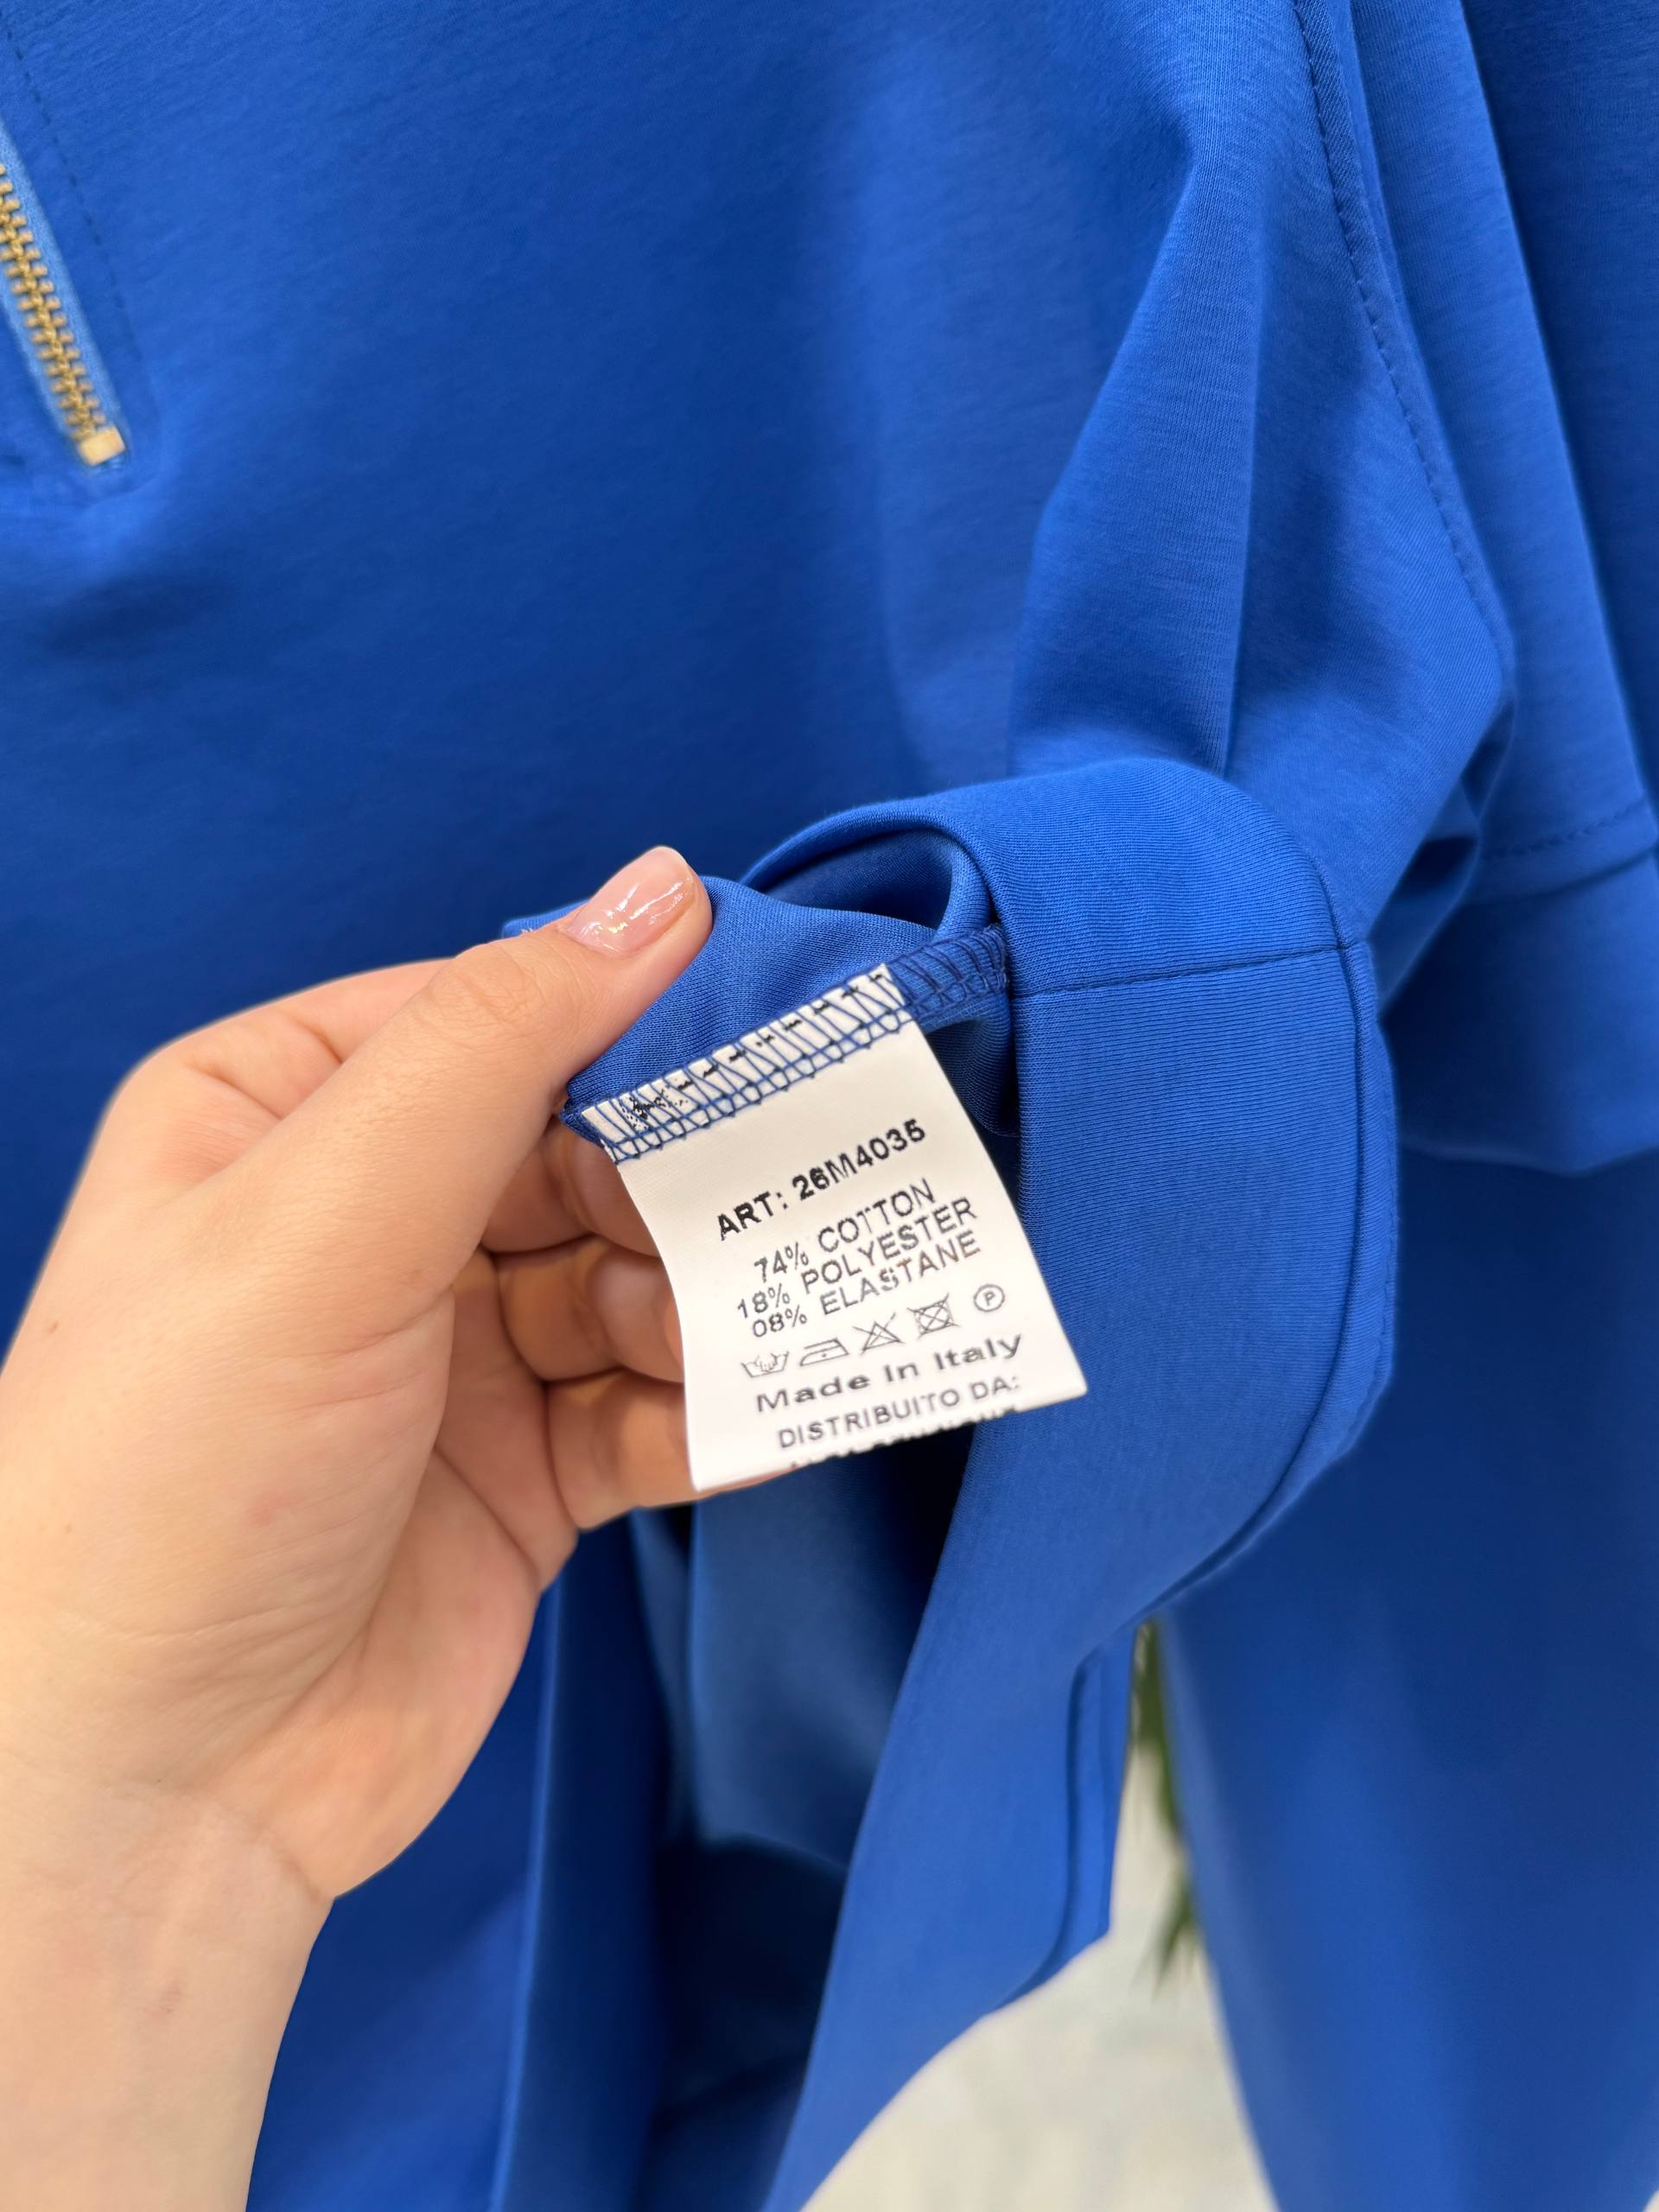 ART: 26M4035
74% COTTON
18% POLYESTER
08% ELASTANE
P
Made In Italy
DISTRIBUITO DA: